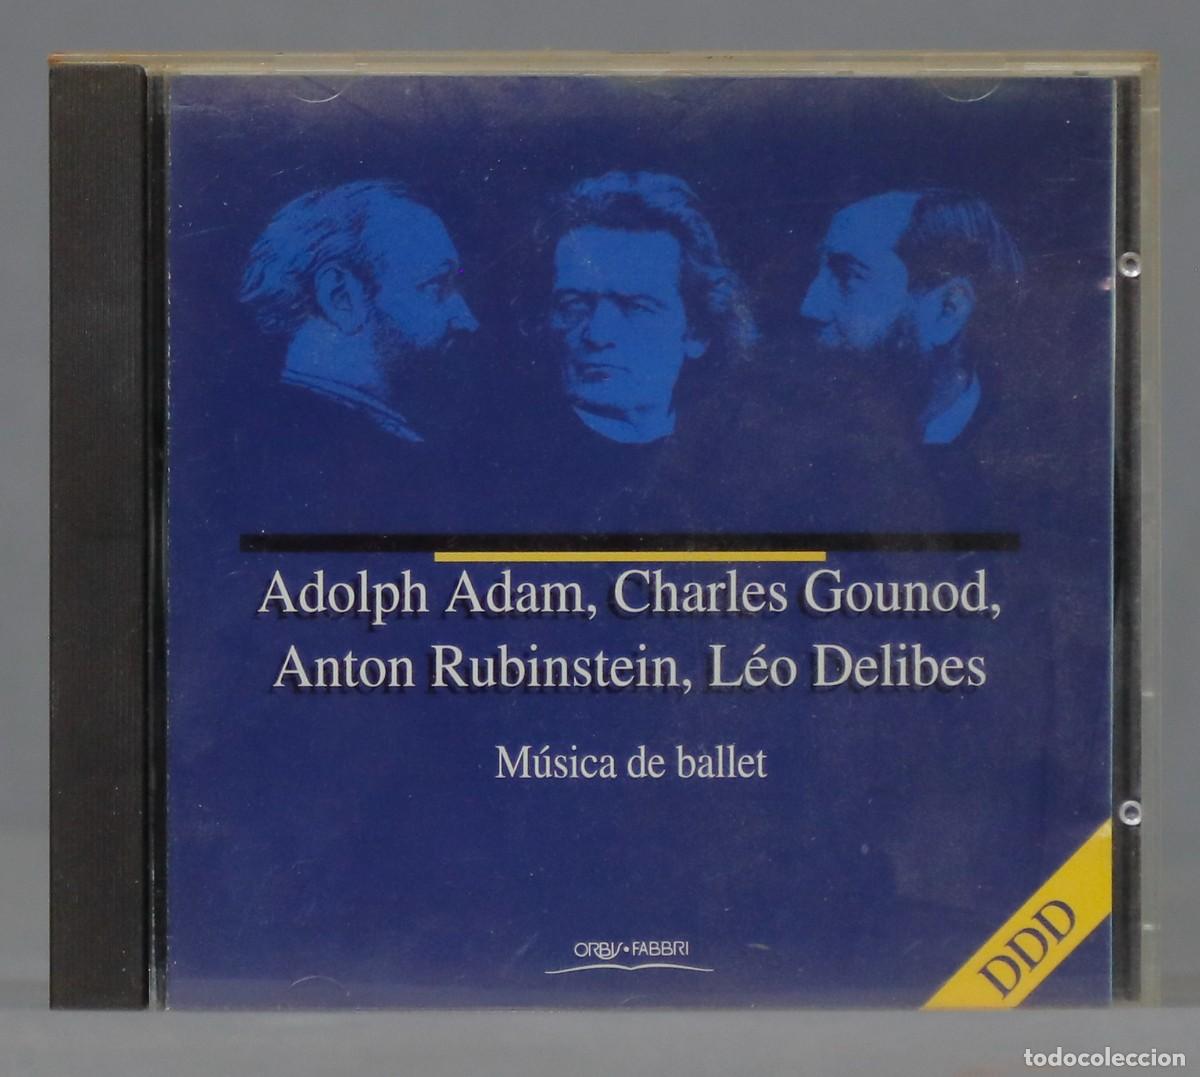 Adolph Adam, Charles Gounod,
Anton Rubinstein, Léo Delibes
Música de ballet
ORBIS • FABBRI
DDD
todocoleccion